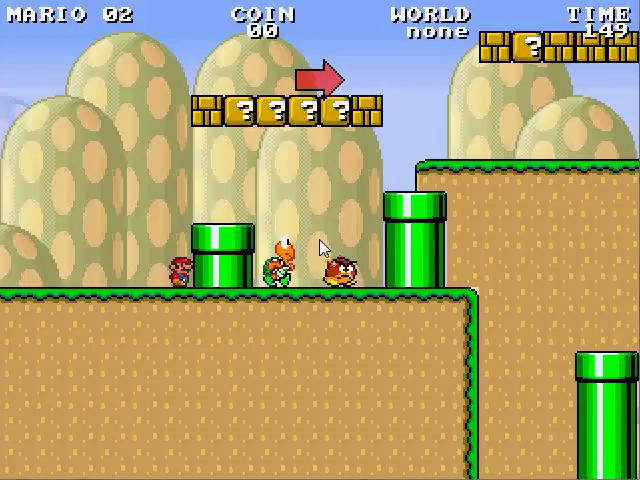 MARIO 02 COIN WORLD TIME
00 none 149
? ? ? ? ?